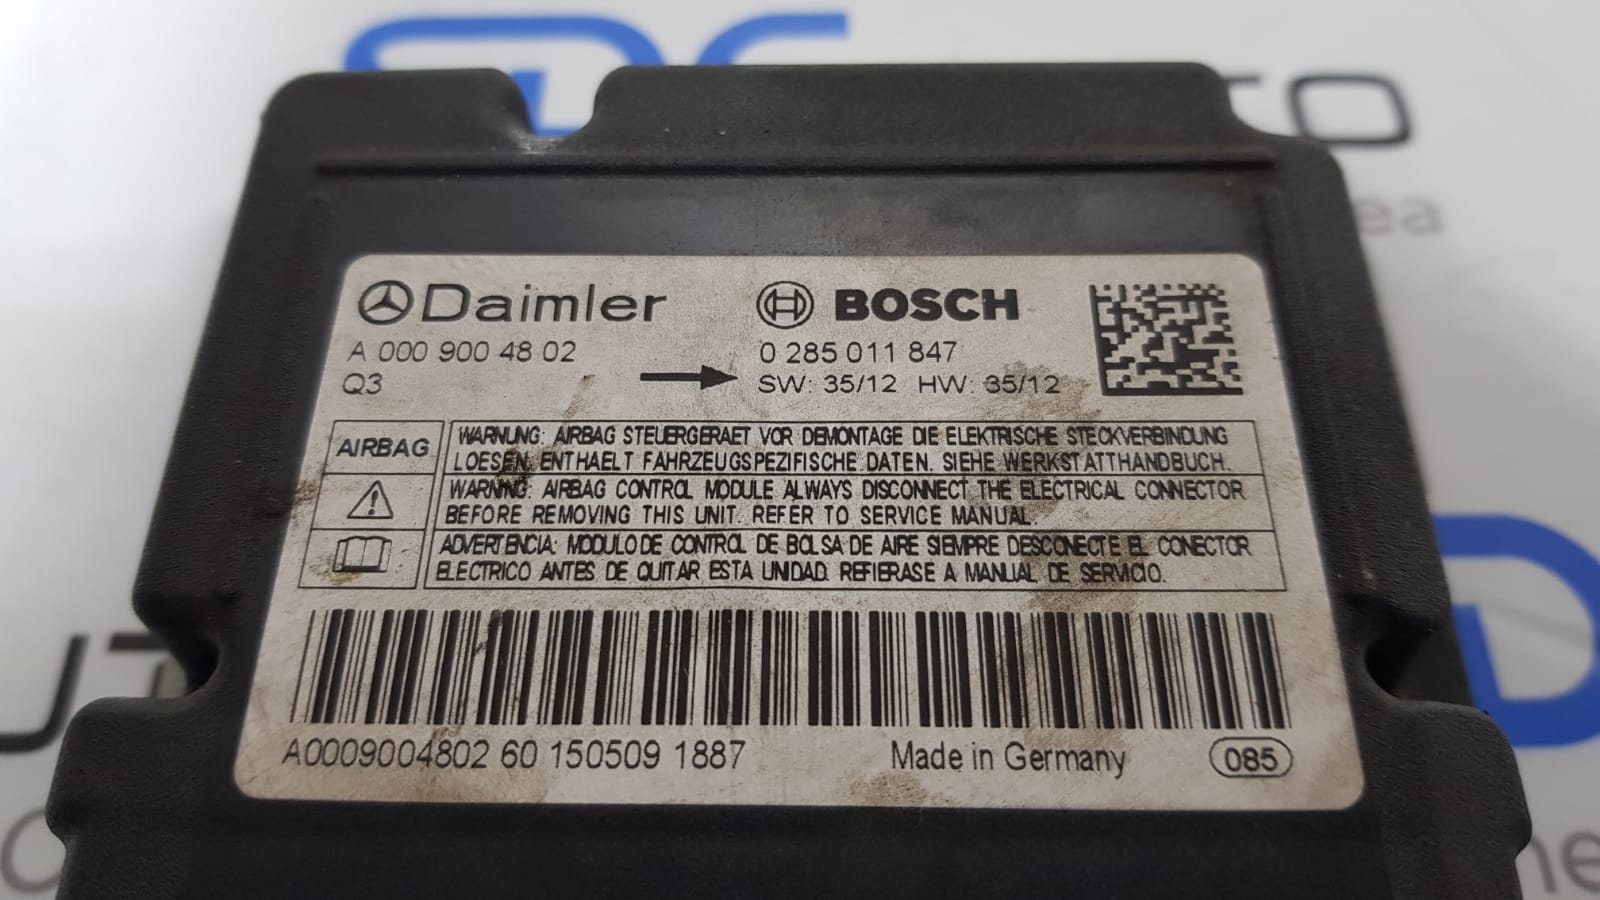 Daimler
BOSCH
A 000 900 48 02
0 285 011 847
Q3
SW: 35/12 HW: 35/12
AIRBAG
WARNUNG: AIRBAG STEUERGERAET VOR DEMONTAGE DIE ELEKTRISCHE STECKVERBINDUNG
LOESEN. ENTHAELT FAHRZEUGSPEZIFISCHE DATEN. SIEHE WERKSTATTHANDBUCH.
WARNING: AIRBAG CONTROL MODULE ALWAYS DISCONNECT THE ELECTRICAL CONNECTOR
BEFORE REMOVING THIS UNIT. REFER TO SERVICE MANUAL.
ADVERTENCIA: MODULO DE CONTROL DE BOLSA DE AIRE SIEMPRE DESCONECTE EL CONECTOR
ELECTRICO ANTES DE QUITAR ESTA UNIDAD. REFIERASE A MANUAL DE SERVICIO.
A0009004802 60 150509 1887
Made in Germany
085